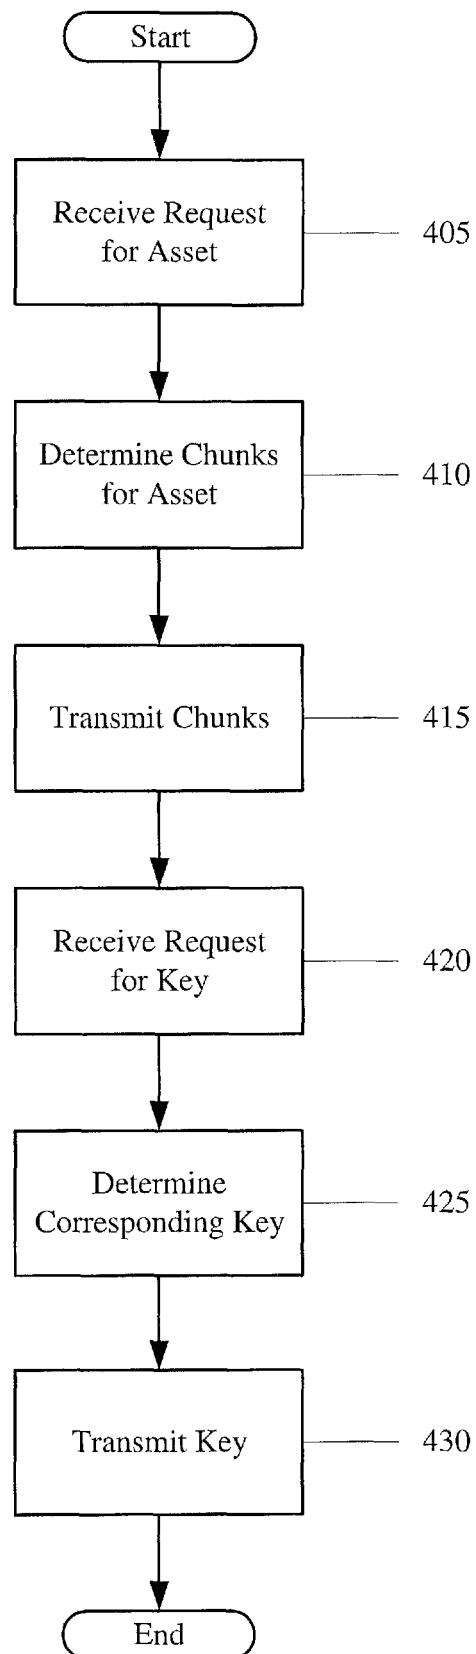 Start
Receive Request
for Asset
405
Determine Chunks
for Asset
410
Transmit Chunks
415
Receive Request
for Key
420
Determine
Corresponding Key
425
Transmit Key
430
End